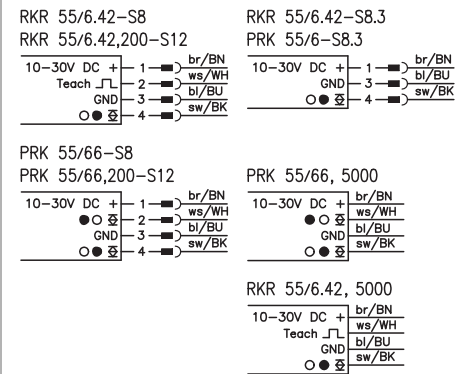 RKR 55/6.42-S8
RKR 55/6.42,200-S12
10-30V DC + 1 br/BN
Teach 2 ws/WH
GND 3 bl/BU
4 sw/BK
RKR 55/6.42-S8.3
PRK 55/6-S8.3
10-30V DC + 1 br/BN
GND 3 bl/BU
4 sw/BK
PRK 55/66-S8
PRK 55/66,200-S12
10-30V DC + 1 br/BN
2 ws/WH
GND 3 bl/BU
4 sw/BK
PRK 55/66, 5000
10-30V DC + br/BN
ws/WH
GND bl/BU
sw/BK
RKR 55/6.42, 5000
10-30V DC + br/BN
Teach ws/WH
GND bl/BU
sw/BK